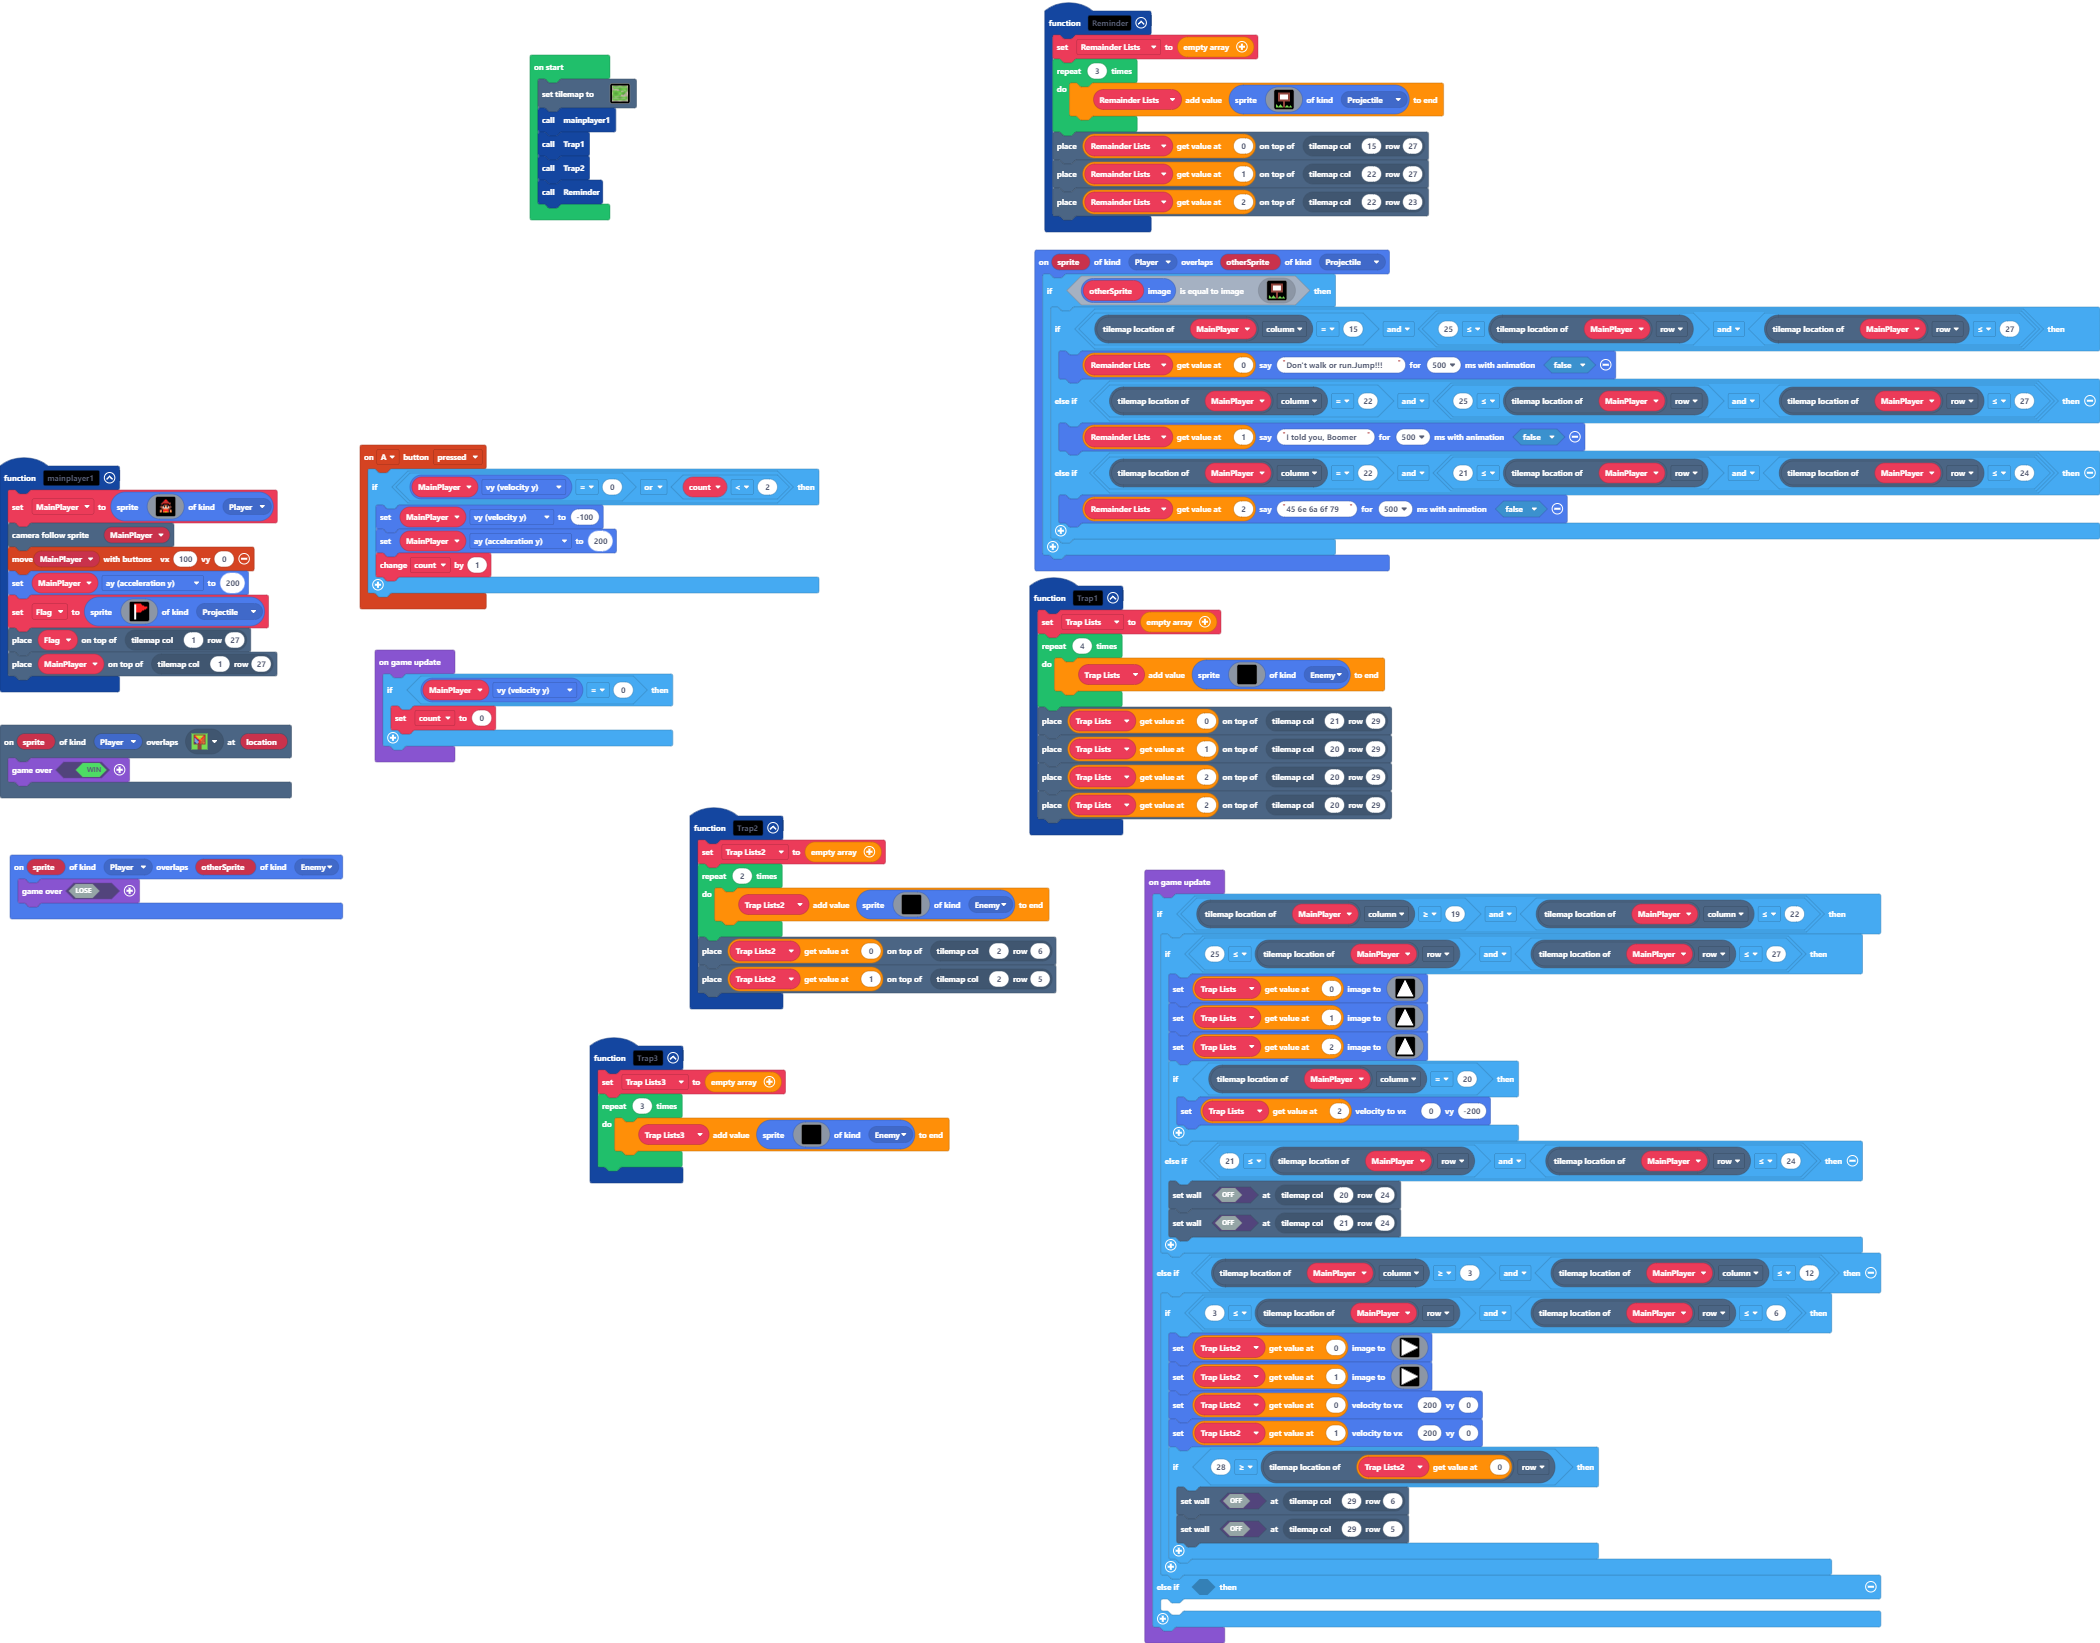 on start
set tilemap to
call mainplayer1
call Trap1
call Trap2
call Reminder
function Reminder
set Remainder Lists to empty array
repeat 3 times
do Remainder Lists add value sprite of kind Projectile to end
place Remainder Lists get value at 0 on top of tilemap col 15 row 27
place Remainder Lists get value at 1 on top of tilemap col 22 row 27
place Remainder Lists get value at 2 on top of tilemap col 22 row 23
on sprite of kind Player overlaps otherSprite of kind Projectile
if otherSprite image is equal to image then
if tilemap location of MainPlayer column = 15 and 25 ≤ tilemap location of MainPlayer row and tilemap location of MainPlayer row ≤ 27 then
Remainder Lists get value at 0 say "Don't walk or run.Jump!!!" for 500 ms with animation false
else if tilemap location of MainPlayer column = 22 and 25 ≤ tilemap location of MainPlayer row and tilemap location of MainPlayer row ≤ 27 then
Remainder Lists get value at 1 say "I told you, Boomer" for 500 ms with animation false
else if tilemap location of MainPlayer column = 22 and 21 ≤ tilemap location of MainPlayer row and tilemap location of MainPlayer row ≤ 24 then
Remainder Lists get value at 2 say "45 6e 6a 6f 79" for 500 ms with animation false
function mainplayer1
set MainPlayer to sprite of kind Player
camera follow sprite MainPlayer
move MainPlayer with buttons vx 100 vy 0
set MainPlayer ay (acceleration y) to 200
set Flag to sprite of kind Projectile
place Flag on top of tilemap col 1 row 27
place MainPlayer on top of tilemap col 1 row 27
on A button pressed
if MainPlayer vy (velocity y) = 0 or count < 2 then
set MainPlayer vy (velocity y) to -100
set MainPlayer ay (acceleration y) to 200
change count by 1
on game update
if MainPlayer vy (velocity y) = 0 then
set count to 0
on sprite of kind Player overlaps at location
game over WIN
on sprite of kind Player overlaps otherSprite of kind Enemy
game over LOSE
function Trap1
set Trap Lists to empty array
repeat 4 times
do Trap Lists add value sprite of kind Enemy to end
place Trap Lists get value at 0 on top of tilemap col 21 row 29
place Trap Lists get value at 1 on top of tilemap col 20 row 29
place Trap Lists get value at 2 on top of tilemap col 20 row 29
place Trap Lists get value at 2 on top of tilemap col 20 row 29
function Trap2
set Trap Lists2 to empty array
repeat 2 times
do Trap Lists2 add value sprite of kind Enemy to end
place Trap Lists2 get value at 0 on top of tilemap col 2 row 6
place Trap Lists2 get value at 1 on top of tilemap col 2 row 5
function Trap3
set Trap Lists3 to empty array
repeat 3 times
do Trap Lists3 add value sprite of kind Enemy to end
on game update
if tilemap location of MainPlayer column ≥ 19 and tilemap location of MainPlayer column ≤ 22 then
if 25 ≤ tilemap location of MainPlayer row and tilemap location of MainPlayer row ≤ 27 then
set Trap Lists get value at 0 image to
set Trap Lists get value at 1 image to
set Trap Lists get value at 2 image to
if tilemap location of MainPlayer column = 20 then
set Trap Lists get value at 2 velocity to vx 0 vy -200
else if 21 ≤ tilemap location of MainPlayer row and tilemap location of MainPlayer row ≤ 24 then
set wall OFF at tilemap col 20 row 24
set wall OFF at tilemap col 21 row 24
else if tilemap location of MainPlayer column ≥ 3 and tilemap location of MainPlayer column ≤ 12 then
if 3 ≤ tilemap location of MainPlayer row and tilemap location of MainPlayer row ≤ 6 then
set Trap Lists2 get value at 0 image to
set Trap Lists2 get value at 1 image to
set Trap Lists2 get value at 0 velocity to vx 200 vy 0
set Trap Lists2 get value at 1 velocity to vx 200 vy 0
if 28 ≥ tilemap location of Trap Lists2 get value at 0 row then
set wall OFF at tilemap col 29 row 6
set wall OFF at tilemap col 29 row 5
else if then